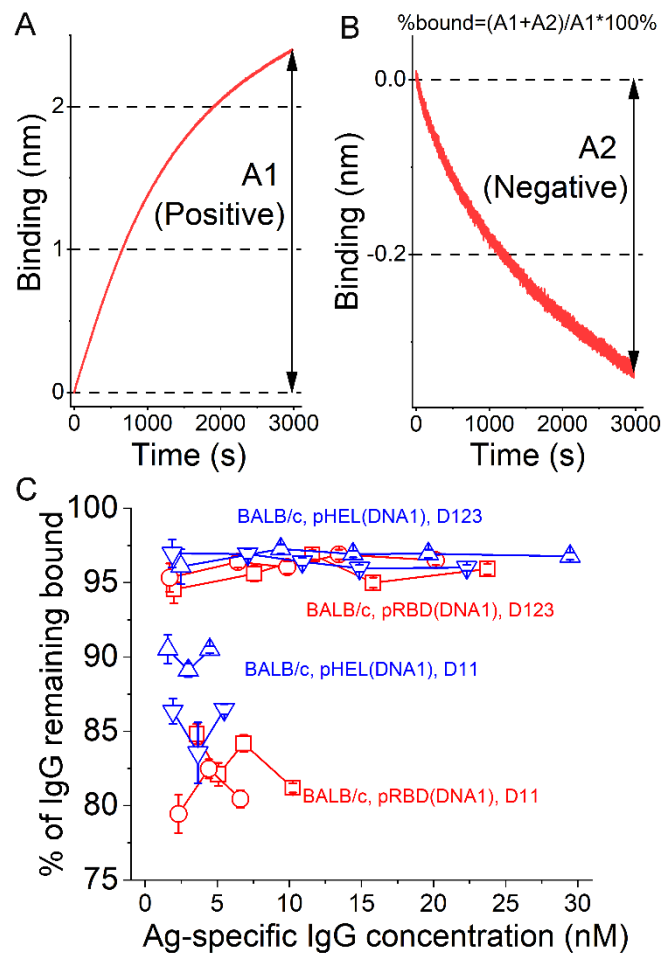 A
2
1
0
Binding (nm)
A1
(Positive)
0 1000 2000 3000
Time (s)
B
%bound=(A1+A2)/A1*100%
0.0
-0.2
Binding (nm)
A2
(Negative)
0 1000 2000 3000
Time (s)
C
100
95
90
85
80
75
% of IgG remaining bound
BALB/c, pHEL(DNA1), D123
BALB/c, pRBD(DNA1), D123
BALB/c, pHEL(DNA1), D11
BALB/c, pRBD(DNA1), D11
0 5 10 15 20 25 30
Ag-specific IgG concentration (nM)